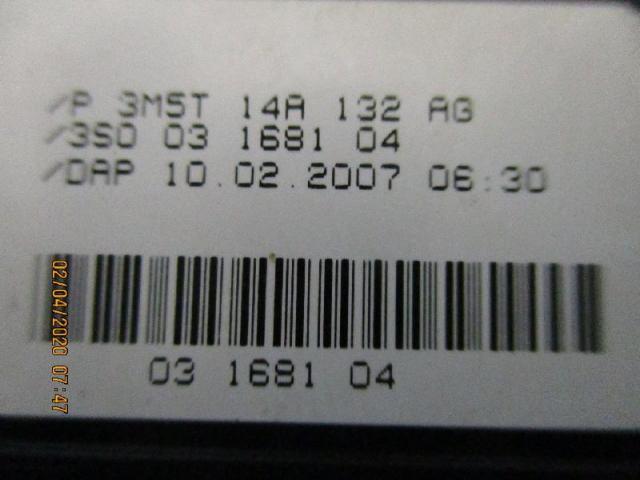 /P 3M5T 14A 132 AG
/3SO 03 1681 04
/DAP 10.02.2007 06:30
03 1681 04
02/04/2020 07:47